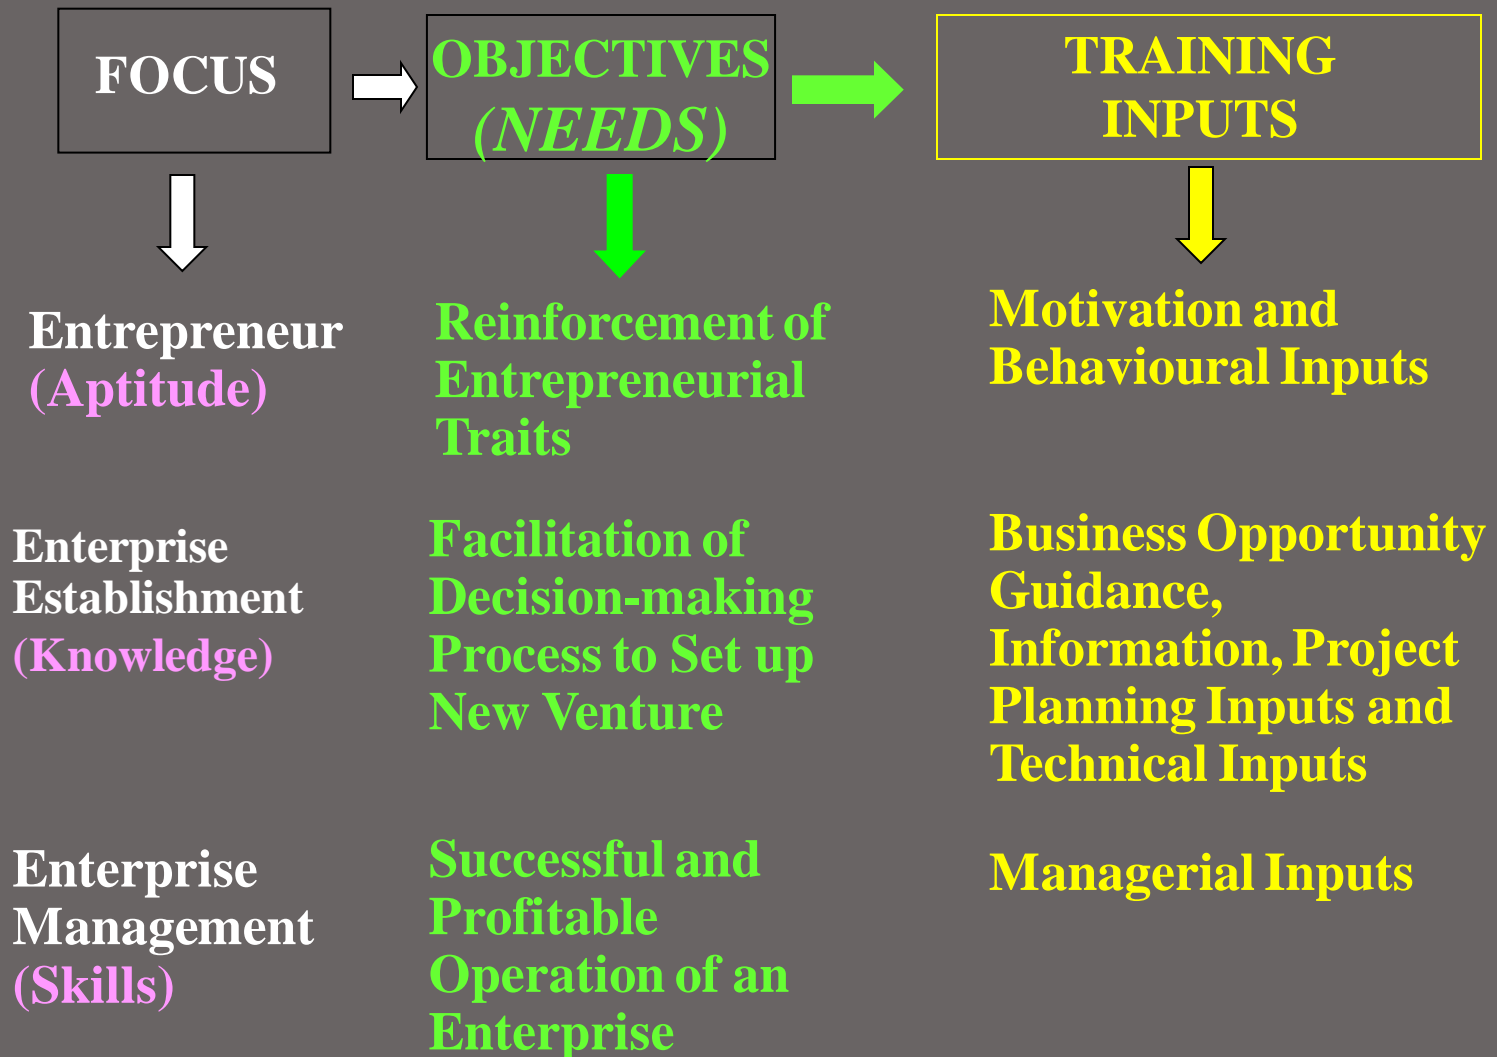 FOCUS
OBJECTIVES
(NEEDS)
TRAINING
INPUTS
Entrepreneur
(Aptitude)
Reinforcement of
Entrepreneurial
Traits
Motivation and
Behavioural Inputs
Enterprise
Establishment
(Knowledge)
Facilitation of
Decision-making
Process to Set up
New Venture
Business Opportunity
Guidance,
Information, Project
Planning Inputs and
Technical Inputs
Enterprise
Management
(Skills)
Successful and
Profitable
Operation of an
Enterprise
Managerial Inputs